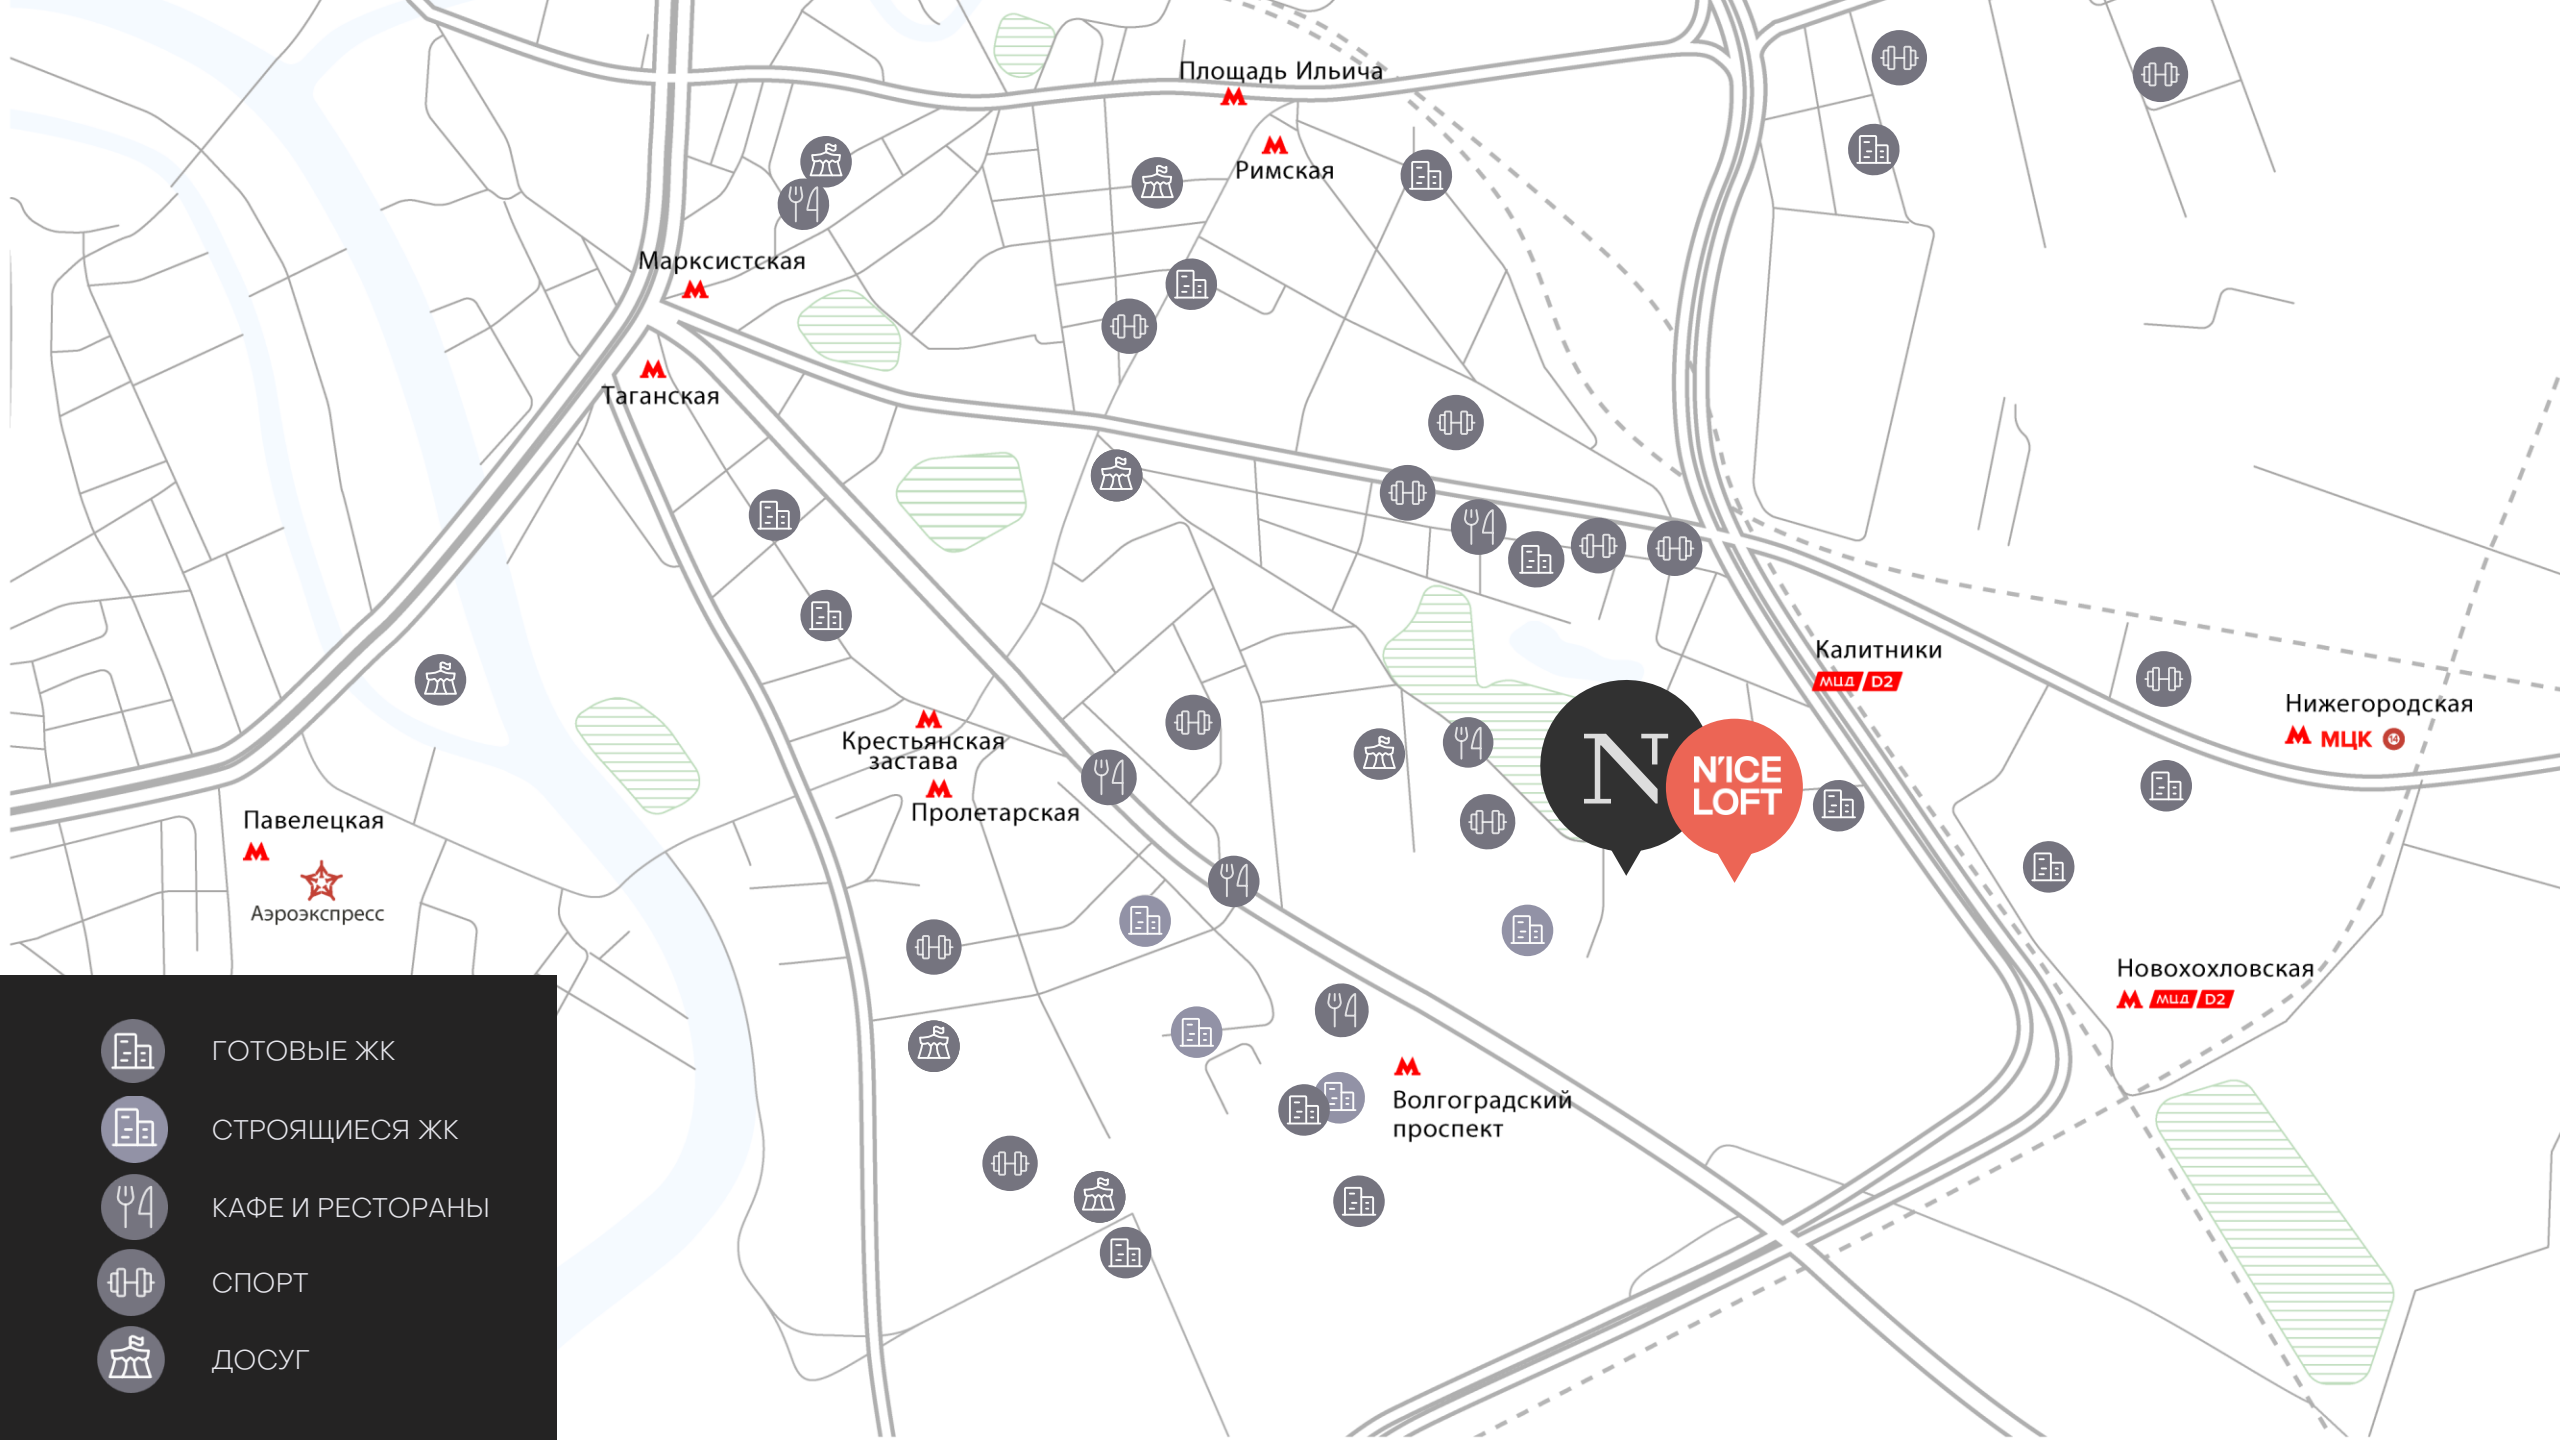 Площадь Ильича
М
М
Римская
Марксистская
М
М
Таганская
Калитники
МЦД D2
Нижегородская
М МЦК 14
М
Крестьянская
застава
М
Пролетарская
N T
N'ICE
LOFT
Павелецкая
М
Аэроэкспресс
Новохохловская
М МЦД D2
М
Волгоградский
проспект
ГОТОВЫЕ ЖК
СТРОЯЩИЕСЯ ЖК
КАФЕ И РЕСТОРАНЫ
СПОРТ
ДОСУГ